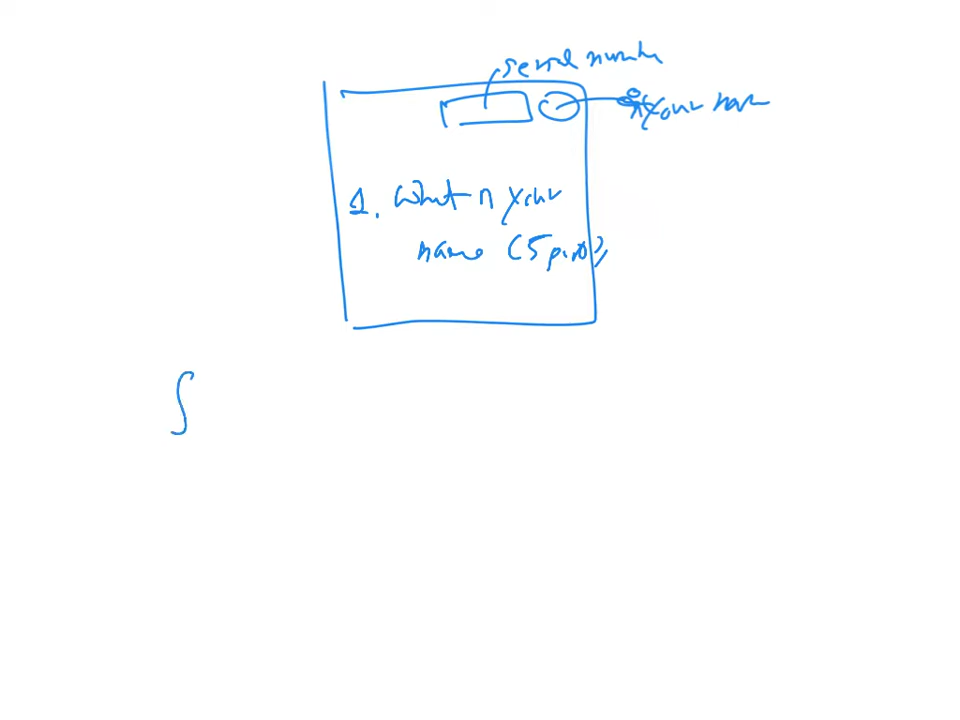 serial number
your name
1. What is your
name (5 points)
∫